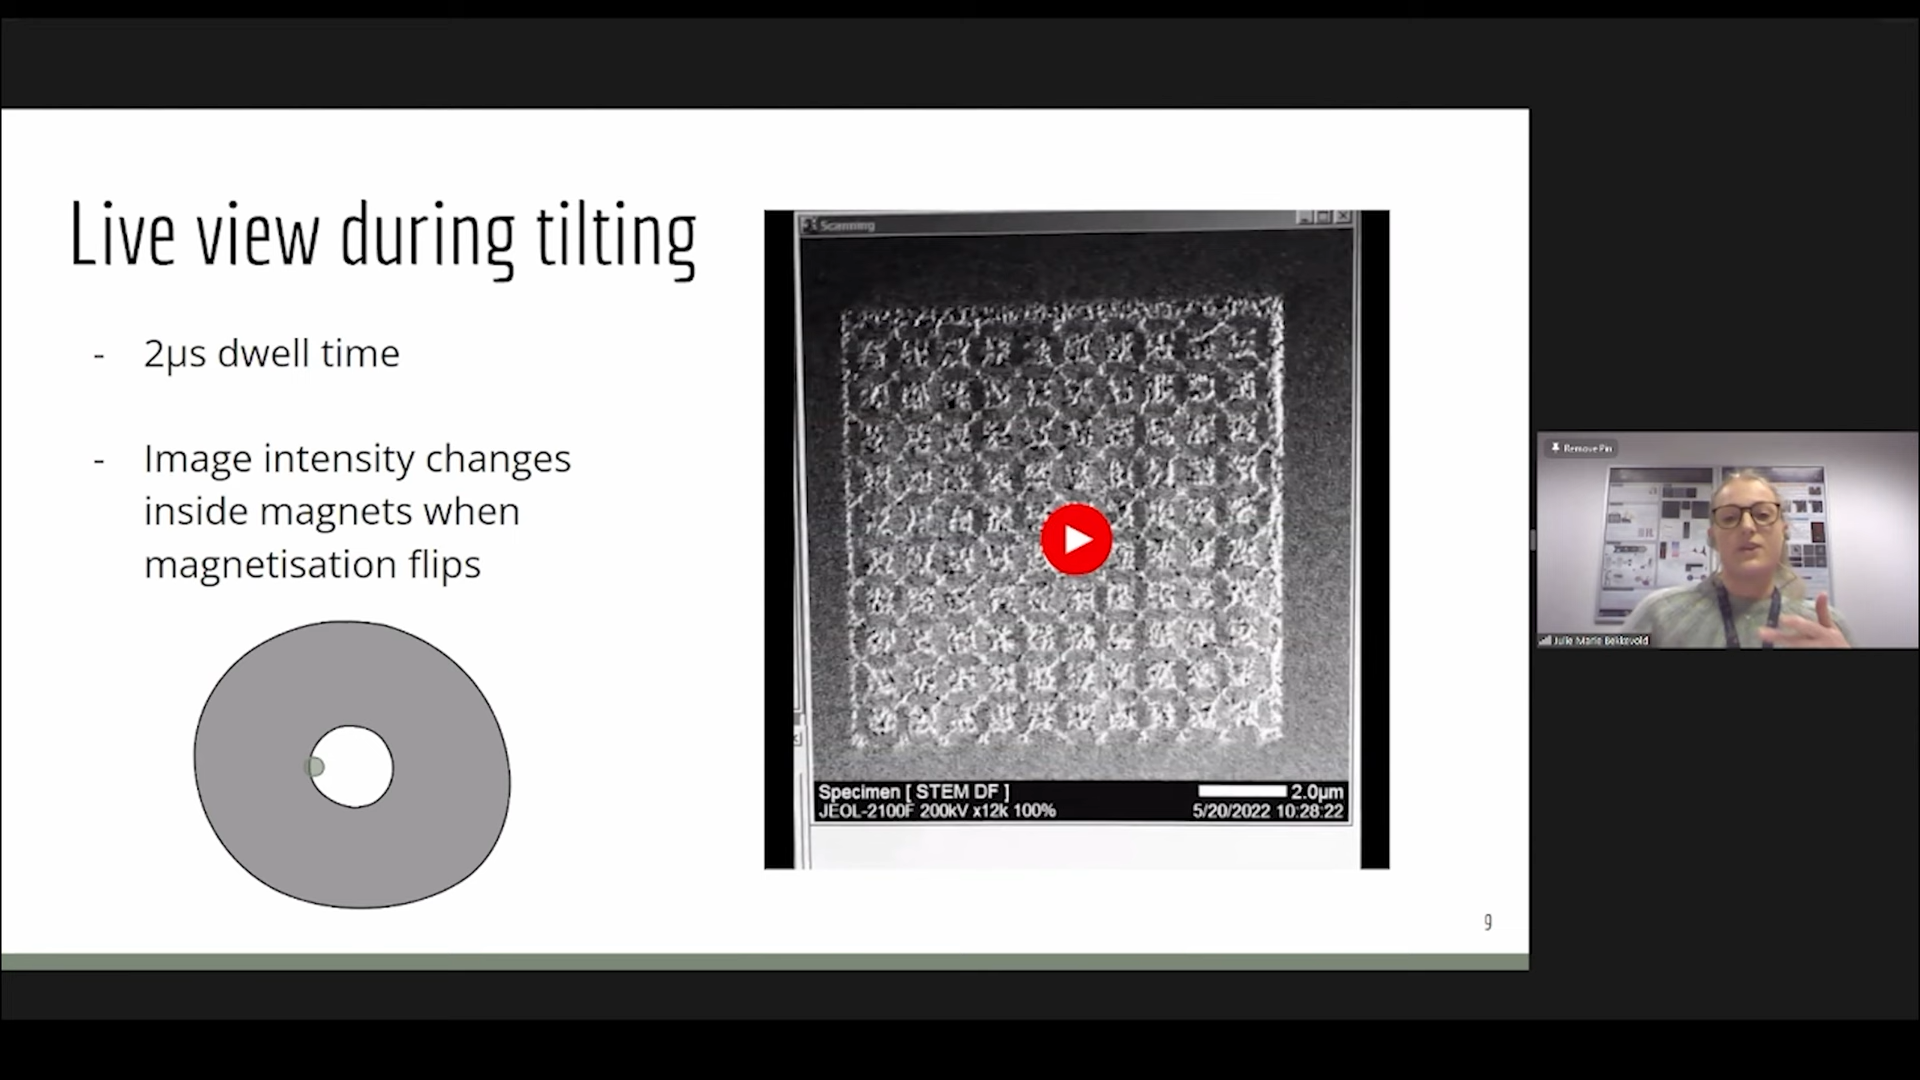 Live view during tilting
- 2µs dwell time
- Image intensity changes
inside magnets when
magnetisation flips
Scanning
Specimen [ STEM DF ]
2.0µm
JEOL-2100F 200kV x12k 100%
5/20/2022 10:28:22
9
Remove Pin
Julie Marie Bekkevold